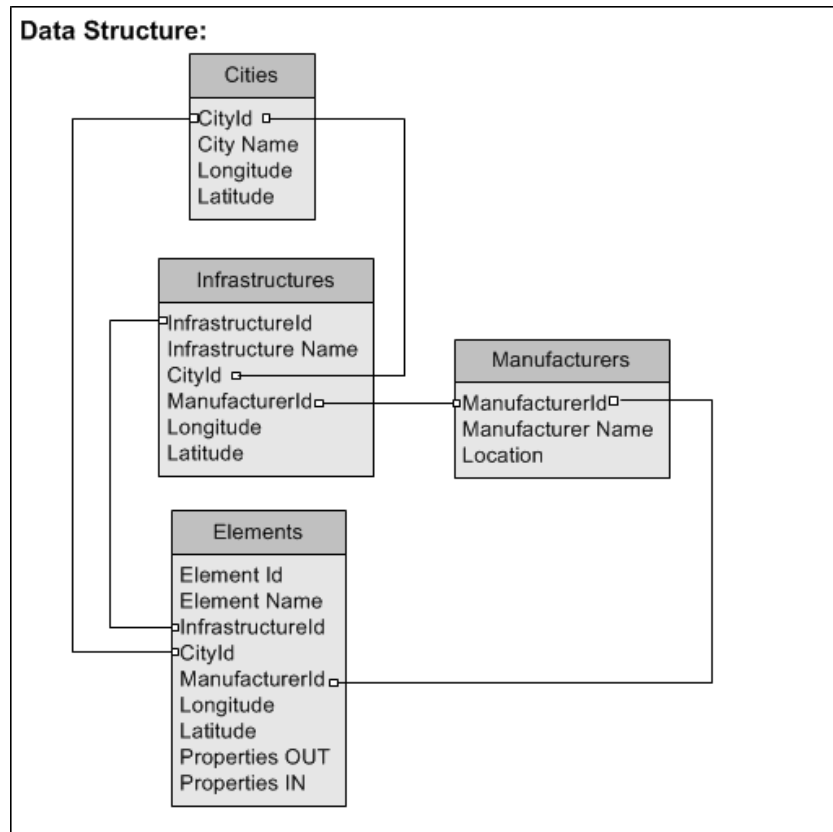 Data Structure:
Cities
CityId
City Name
Longitude
Latitude
Infrastructures
InfrastructureId
Infrastructure Name
CityId
ManufacturerId
Longitude
Latitude
Manufacturers
ManufacturerId
Manufacturer Name
Location
Elements
Element Id
Element Name
InfrastructureId
CityId
ManufacturerId
Longitude
Latitude
Properties OUT
Properties IN